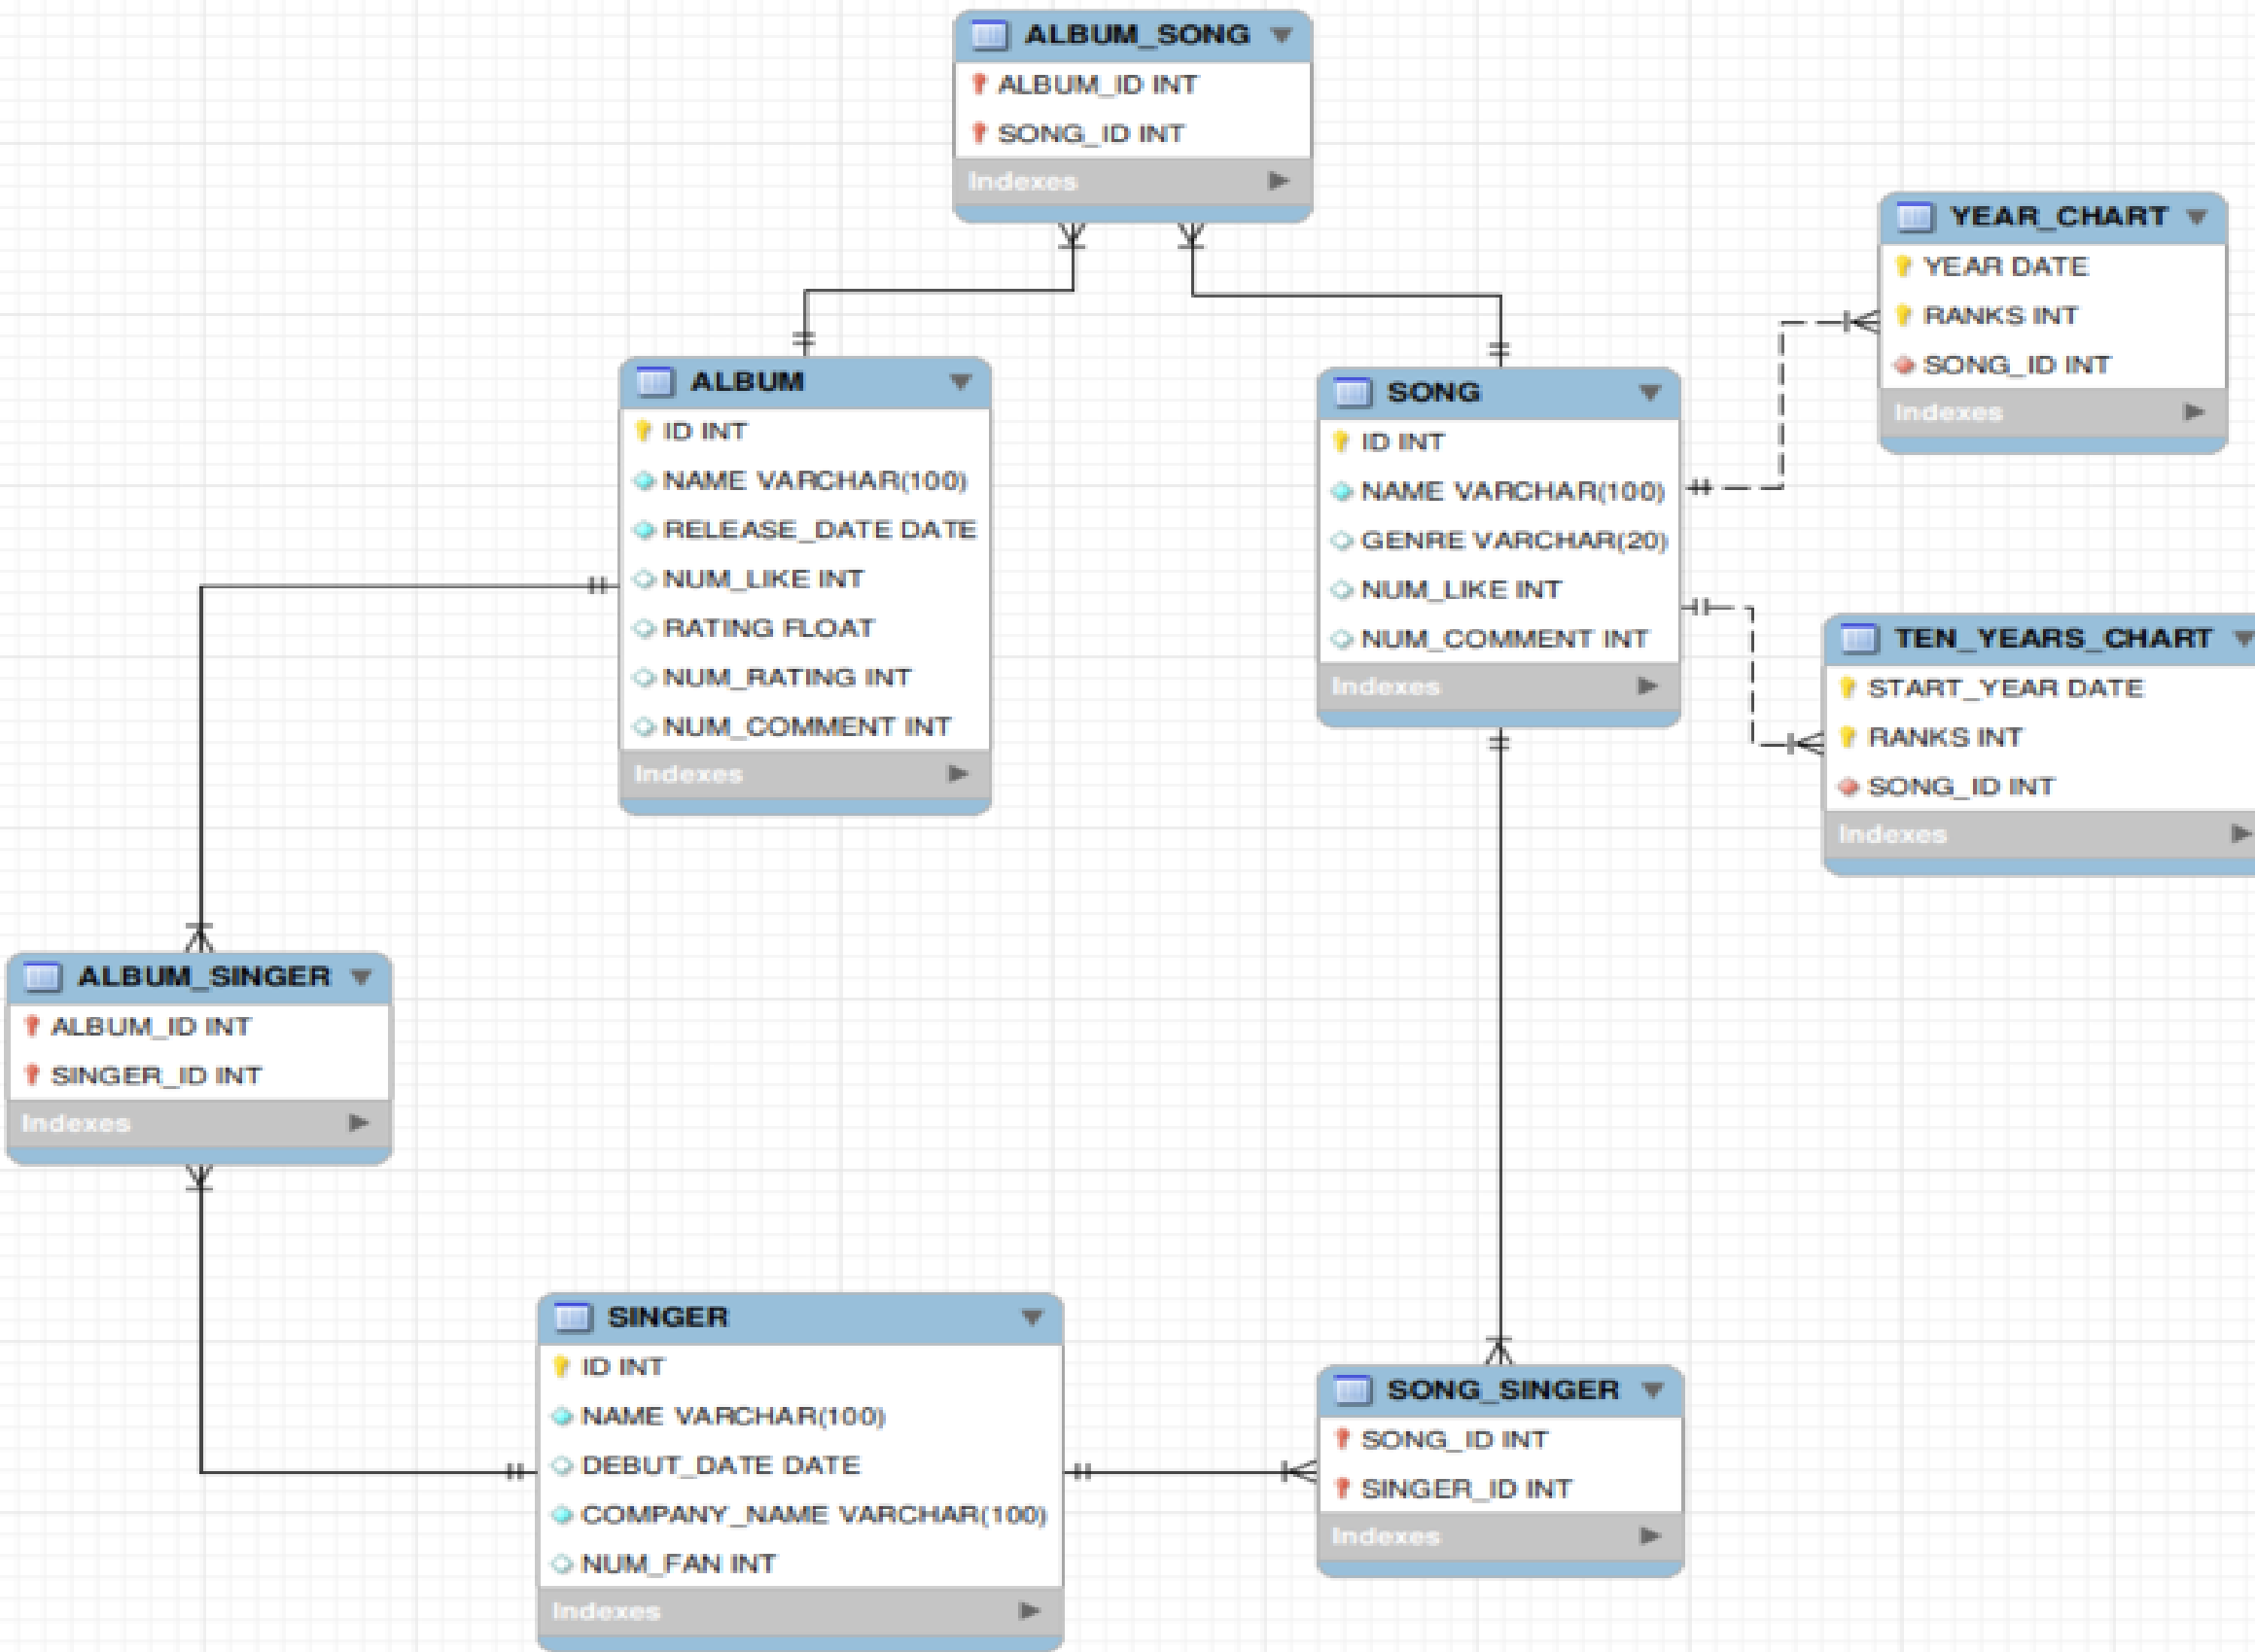 ALBUM_SONG
ALBUM_ID INT
SONG_ID INT
Indexes
YEAR_CHART
YEAR DATE
RANKS INT
SONG_ID INT
Indexes
ALBUM
ID INT
NAME VARCHAR(100)
RELEASE_DATE DATE
NUM_LIKE INT
RATING FLOAT
NUM_RATING INT
NUM_COMMENT INT
Indexes
SONG
ID INT
NAME VARCHAR(100)
GENRE VARCHAR(20)
NUM_LIKE INT
NUM_COMMENT INT
Indexes
TEN_YEARS_CHART
START_YEAR DATE
RANKS INT
SONG_ID INT
Indexes
ALBUM_SINGER
ALBUM_ID INT
SINGER_ID INT
Indexes
SINGER
ID INT
NAME VARCHAR(100)
DEBUT_DATE DATE
COMPANY_NAME VARCHAR(100)
NUM_FAN INT
Indexes
SONG_SINGER
SONG_ID INT
SINGER_ID INT
Indexes